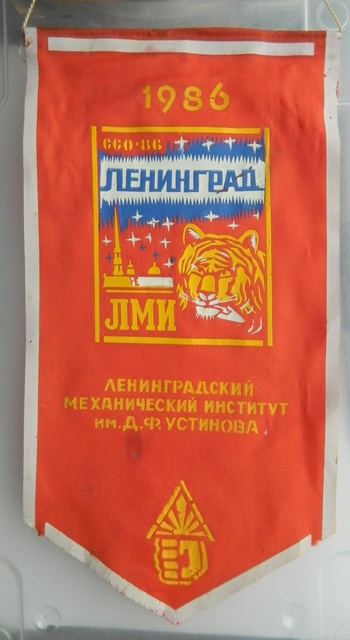 1986
ССО-86
ЛЕНИНГРАД
ЛМИ
ЛЕНИНГРАДСКИЙ
МЕХАНИЧЕСКИЙ ИНСТИТУТ
им. Д.Ф. УСТИНОВА